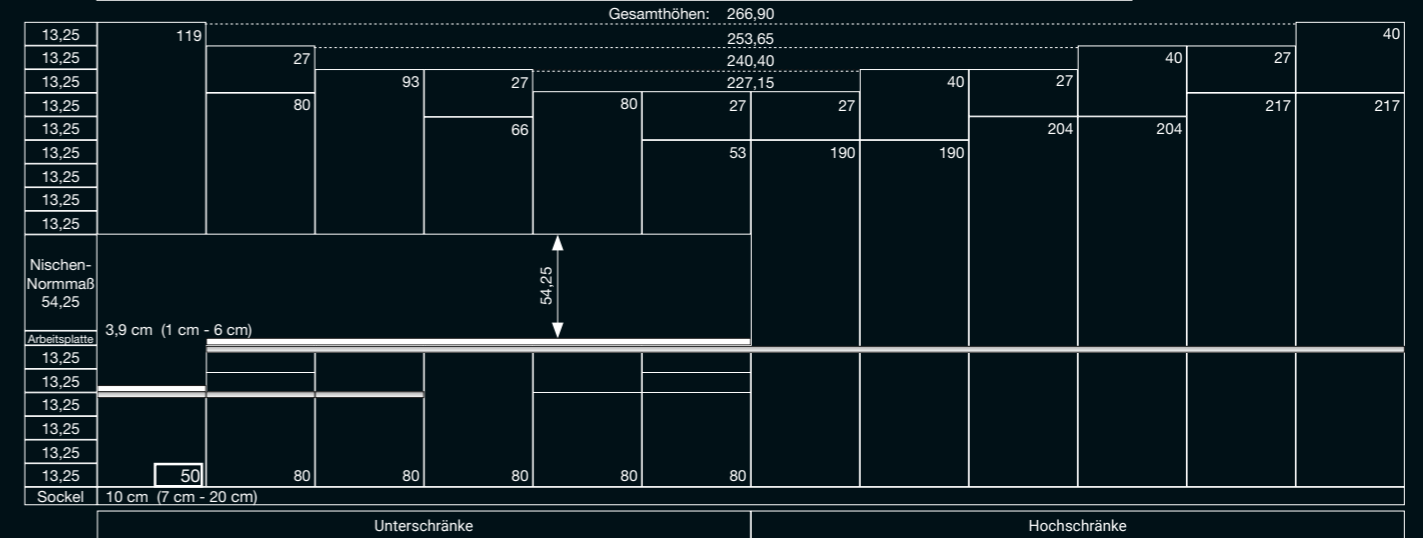 Gesamthöhen: 266,90
13,25 119 40
253,65
13,25 27 40 27
240,40
13,25 93 27 227,15 40 27
13,25 80 80 27 27 217 217
13,25 66 204 204
13,25 53 190 190
13,25
13,25
13,25
Nischen-
Normmaß
54,25
54,25
3,9 cm (1 cm - 6 cm)
Arbeitsplatte
13,25
13,25
13,25
13,25
13,25
13,25 50 80 80 80 80 80
Sockel 10 cm (7 cm - 20 cm)
Unterschränke Hochschränke